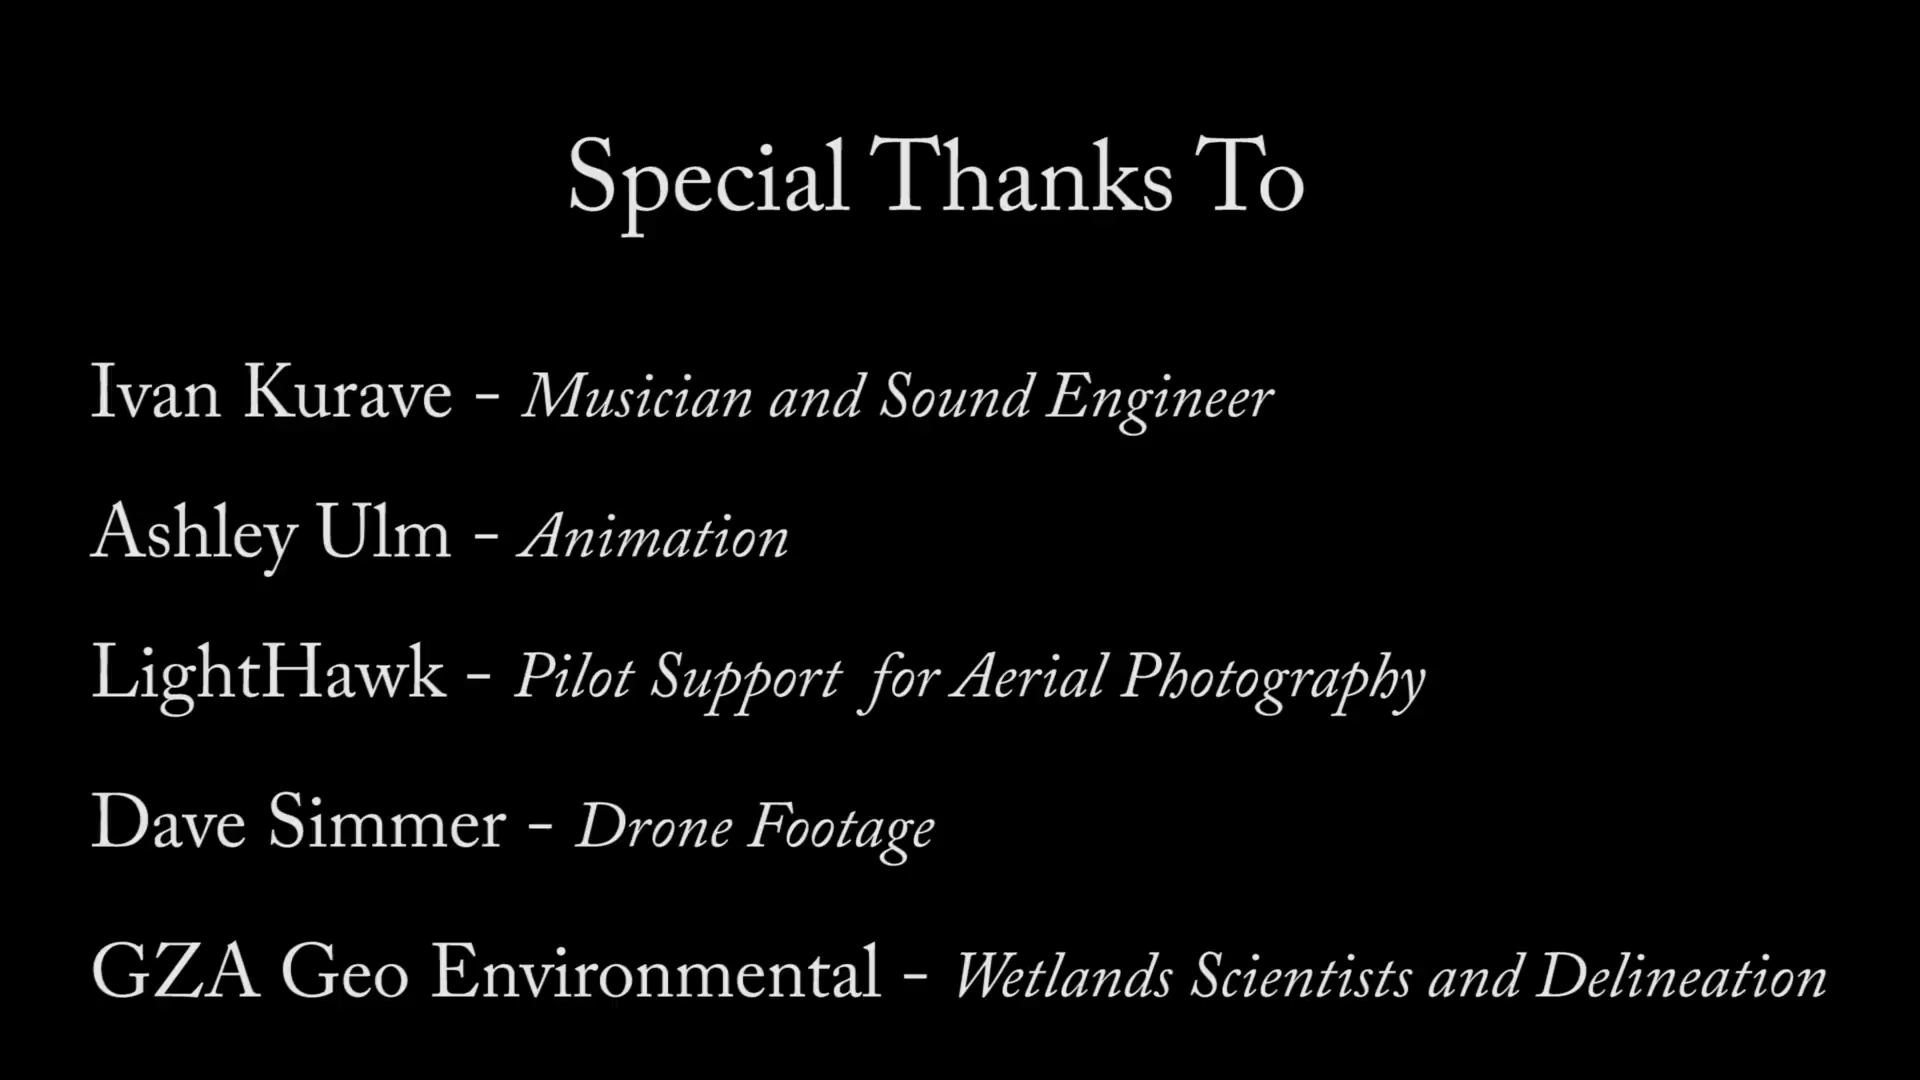 Special Thanks To
Ivan Kurave - Musician and Sound Engineer
Ashley Ulm - Animation
LightHawk - Pilot Support for Aerial Photography
Dave Simmer - Drone Footage
GZA Geo Environmental - Wetlands Scientists and Delineation